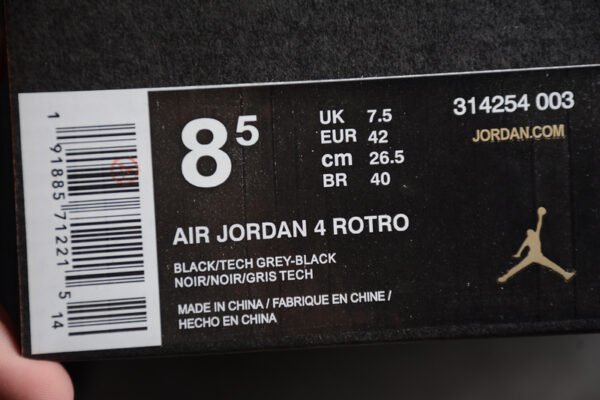 1 91885 71221 5 14
8⁵
UK 7.5
EUR 42
cm 26.5
BR 40
314254 003
JORDAN.COM
AIR JORDAN 4 ROTRO
BLACK/TECH GREY-BLACK
NOIR/NOIR/GRIS TECH
MADE IN CHINA / FABRIQUE EN CHINE /
HECHO EN CHINA